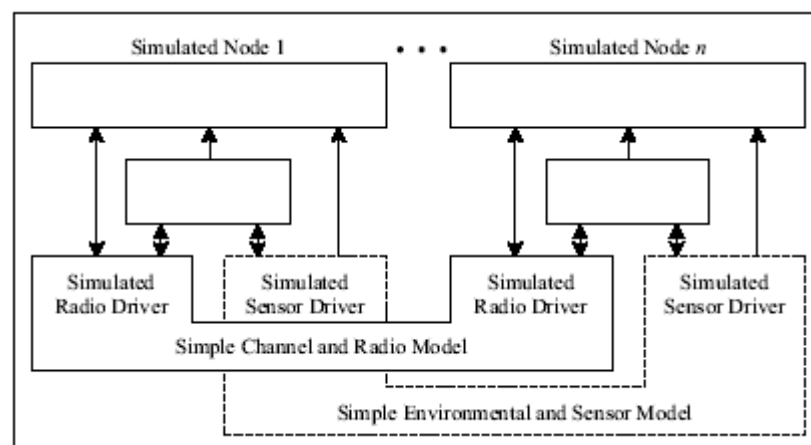 Simulated Node 1
• • •
Simulated Node n
Simulated
Radio Driver
Simulated
Sensor Driver
Simulated
Radio Driver
Simulated
Sensor Driver
Simple Channel and Radio Model
Simple Environmental and Sensor Model